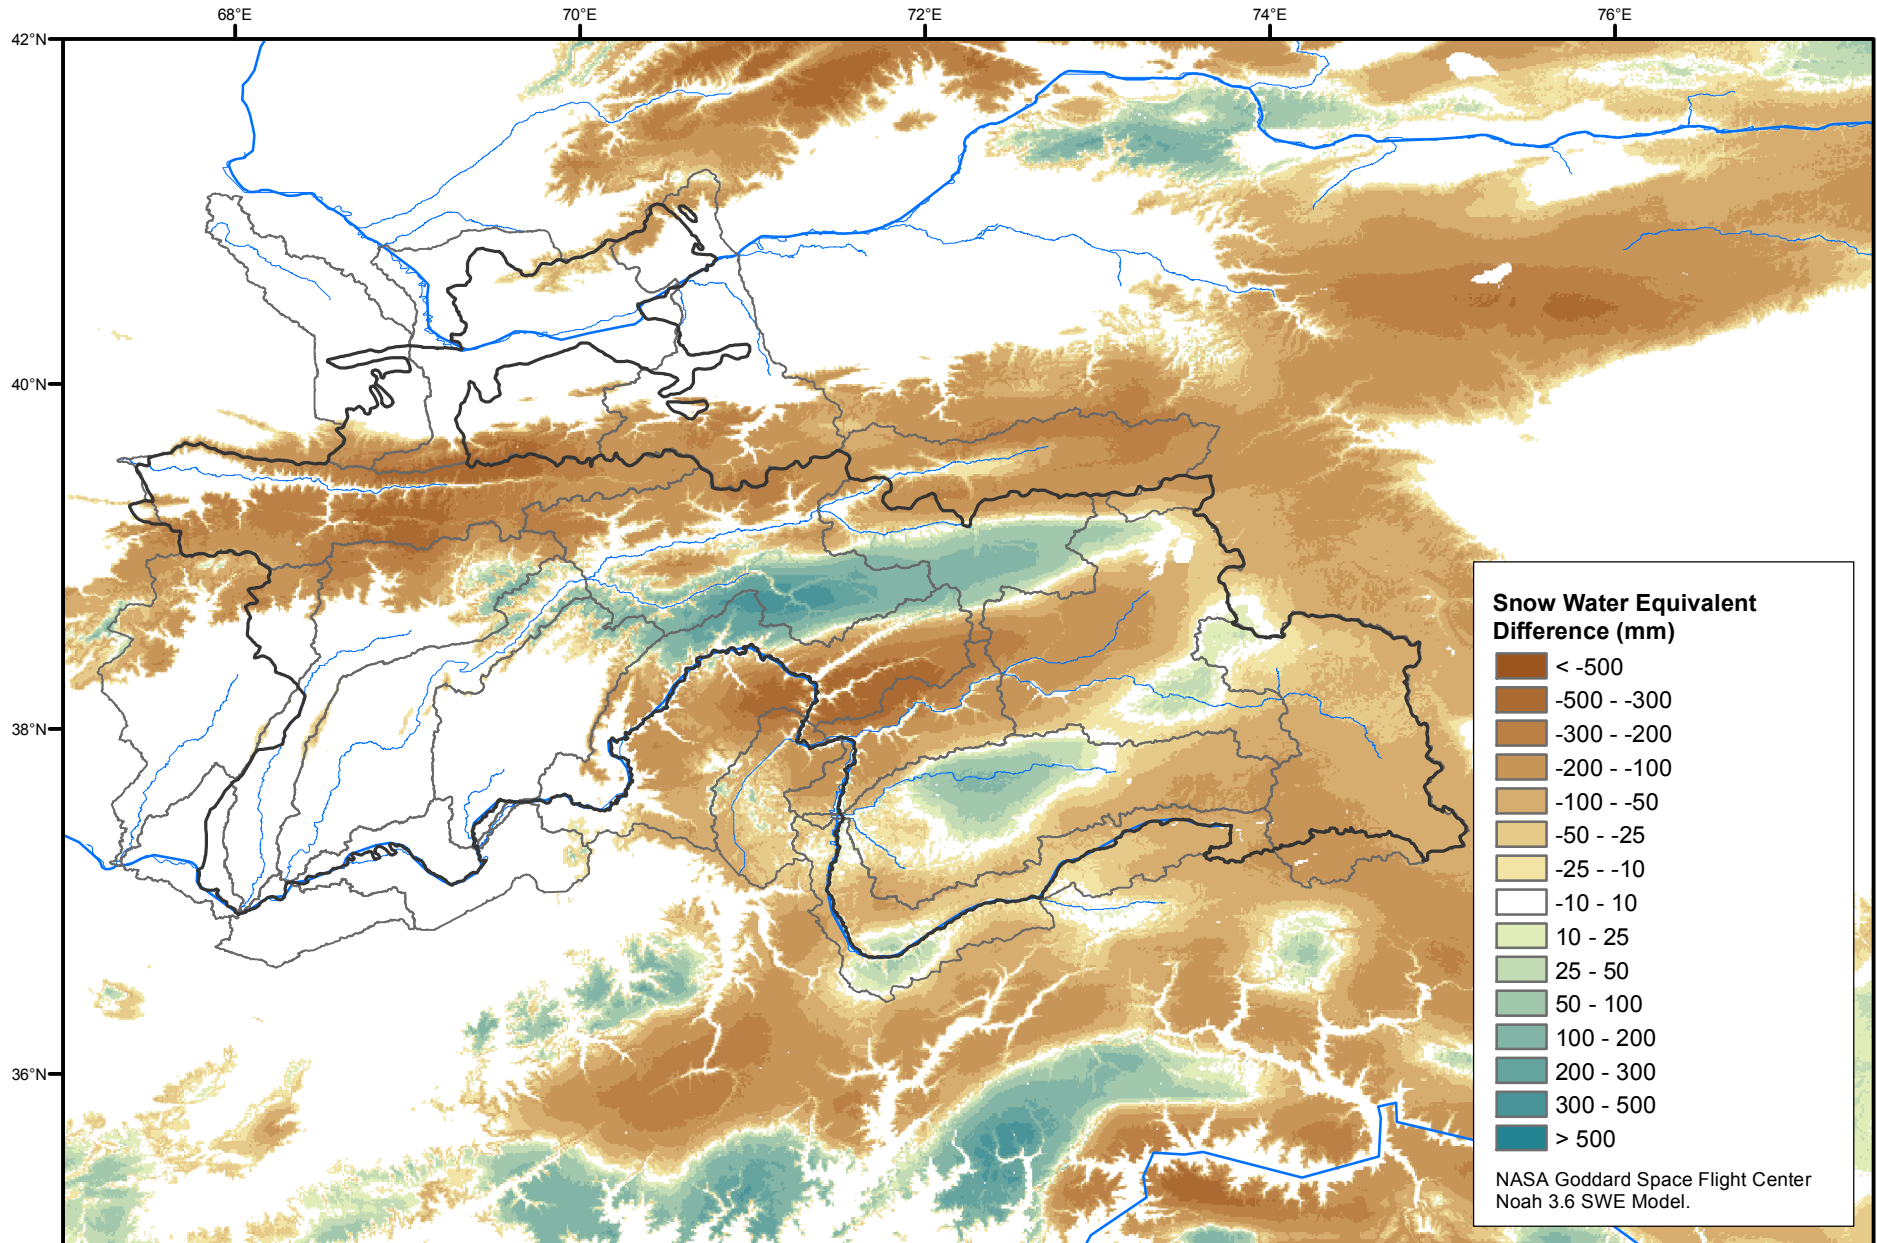 68°E
70°E
72°E
74°E
76°E
42°N
40°N
38°N
36°N
Snow Water Equivalent
Difference (mm)
< -500
-500 - -300
-300 - -200
-200 - -100
-100 - -50
-50 - -25
-25 - -10
-10 - 10
10 - 25
25 - 50
50 - 100
100 - 200
200 - 300
300 - 500
> 500
NASA Goddard Space Flight Center
Noah 3.6 SWE Model.